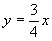 y = 3/4 x